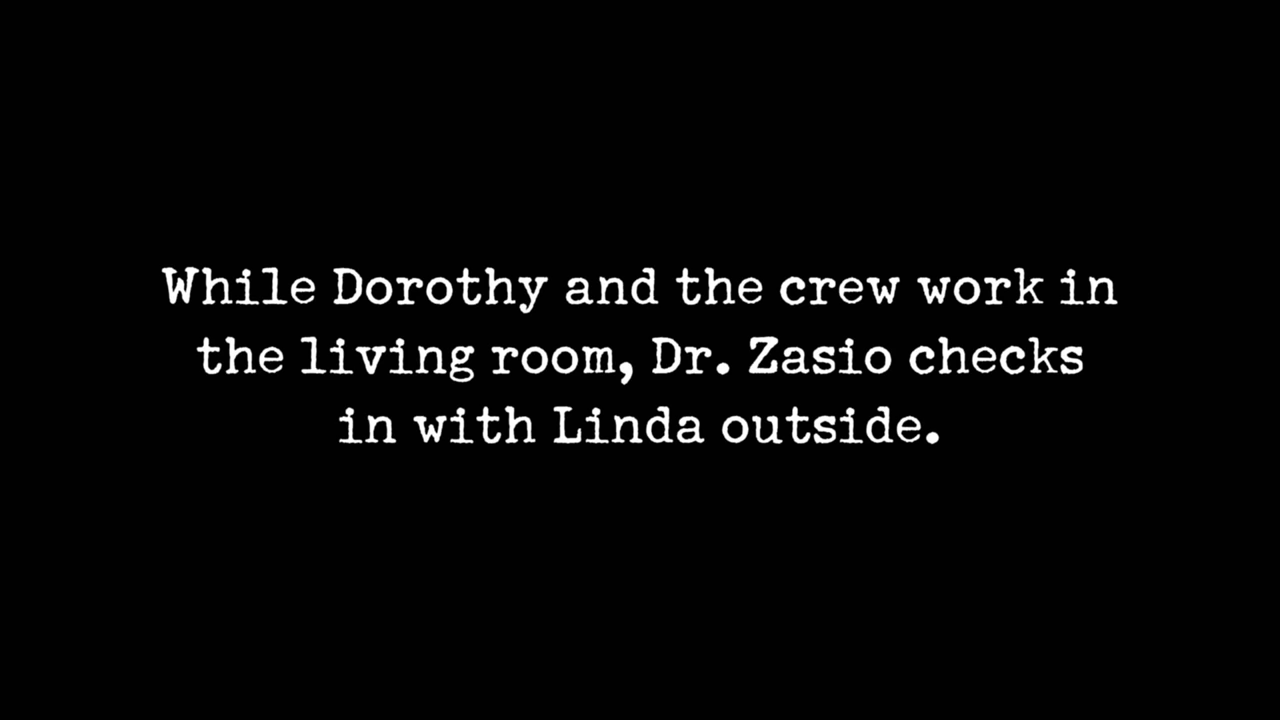 While Dorothy and the crew work in
the living room, Dr. Zasio checks
in with Linda outside.